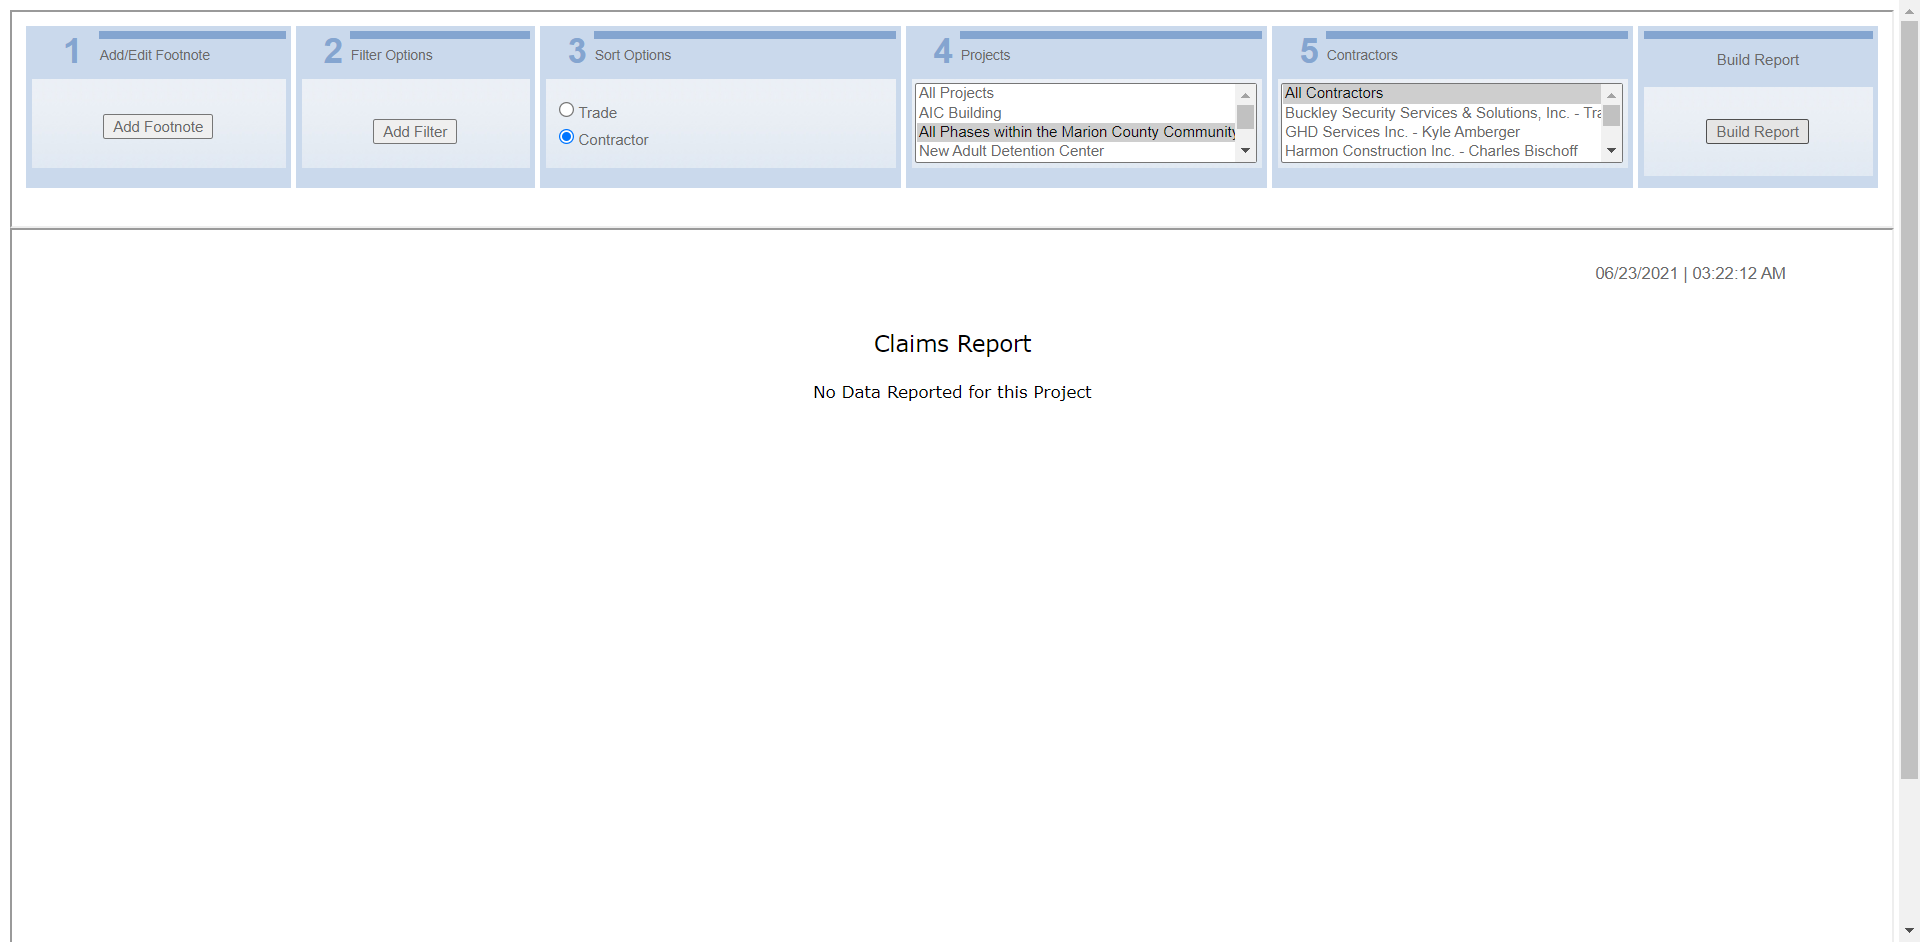 1 Add/Edit Footnote
Add Footnote
2 Filter Options
Add Filter
3 Sort Options
Trade
Contractor
4 Projects
All Projects
AIC Building
All Phases within the Marion County Community
New Adult Detention Center
5 Contractors
All Contractors
Buckley Security Services & Solutions, Inc. - Tra
GHD Services Inc. - Kyle Amberger
Harmon Construction Inc. - Charles Bischoff
Build Report
Build Report
06/23/2021 | 03:22:12 AM
Claims Report
No Data Reported for this Project